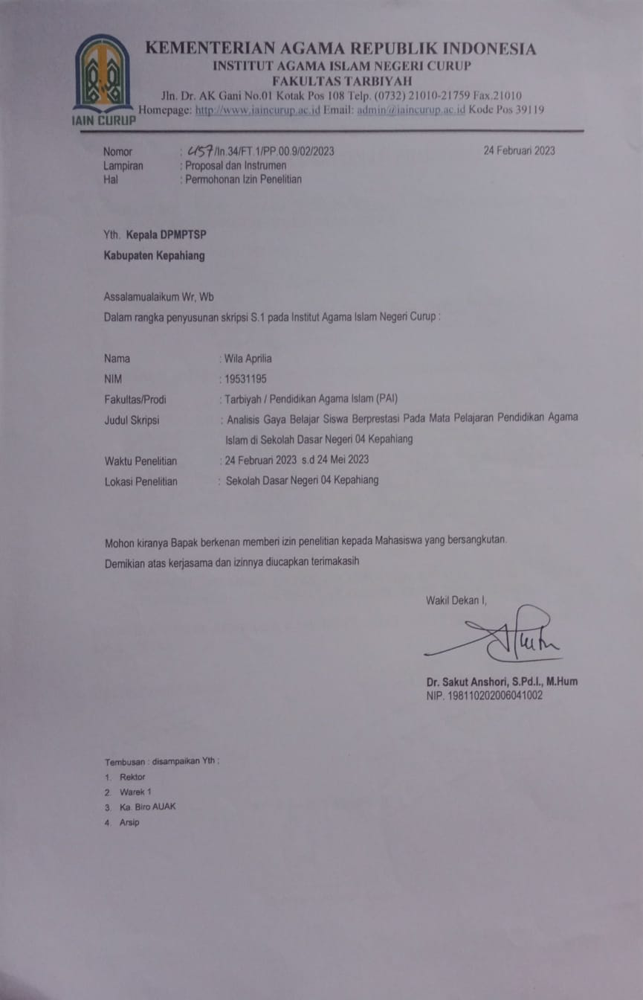 KEMENTERIAN AGAMA REPUBLIK INDONESIA
INSTITUT AGAMA ISLAM NEGERI CURUP
FAKULTAS TARBIYAH
Jln. Dr. AK Gani No.01 Kotak Pos 108 Telp. (0732) 21010-21759 Fax.21010
Homepage: http://www.iaincurup.ac.id Email: admin@iaincurup.ac.id Kode Pos 39119
IAIN CURUP
Nomor : 457/In.34/FT.1/PP.00.9/02/2023 24 Februari 2023
Lampiran : Proposal dan Instrumen
Hal : Permohonan Izin Penelitian
Yth. Kepala DPMPTSP
Kabupaten Kepahiang
Assalamualaikum Wr, Wb
Dalam rangka penyusunan skripsi S.1 pada Institut Agama Islam Negeri Curup :
Nama : Wila Aprilia
NIM : 19531195
Fakultas/Prodi : Tarbiyah / Pendidikan Agama Islam (PAI)
Judul Skripsi : Analisis Gaya Belajar Siswa Berprestasi Pada Mata Pelajaran Pendidikan Agama
Islam di Sekolah Dasar Negeri 04 Kepahiang
Waktu Penelitian : 24 Februari 2023 s.d 24 Mei 2023
Lokasi Penelitian : Sekolah Dasar Negeri 04 Kepahiang
Mohon kiranya Bapak berkenan memberi izin penelitian kepada Mahasiswa yang bersangkutan.
Demikian atas kerjasama dan izinnya diucapkan terimakasih
Wakil Dekan I,
Dr. Sakut Anshori, S.Pd.I., M.Hum
NIP. 198110202006041002
Tembusan : disampaikan Yth ;
1. Rektor
2. Warek 1
3. Ka. Biro AUAK
4. Arsip